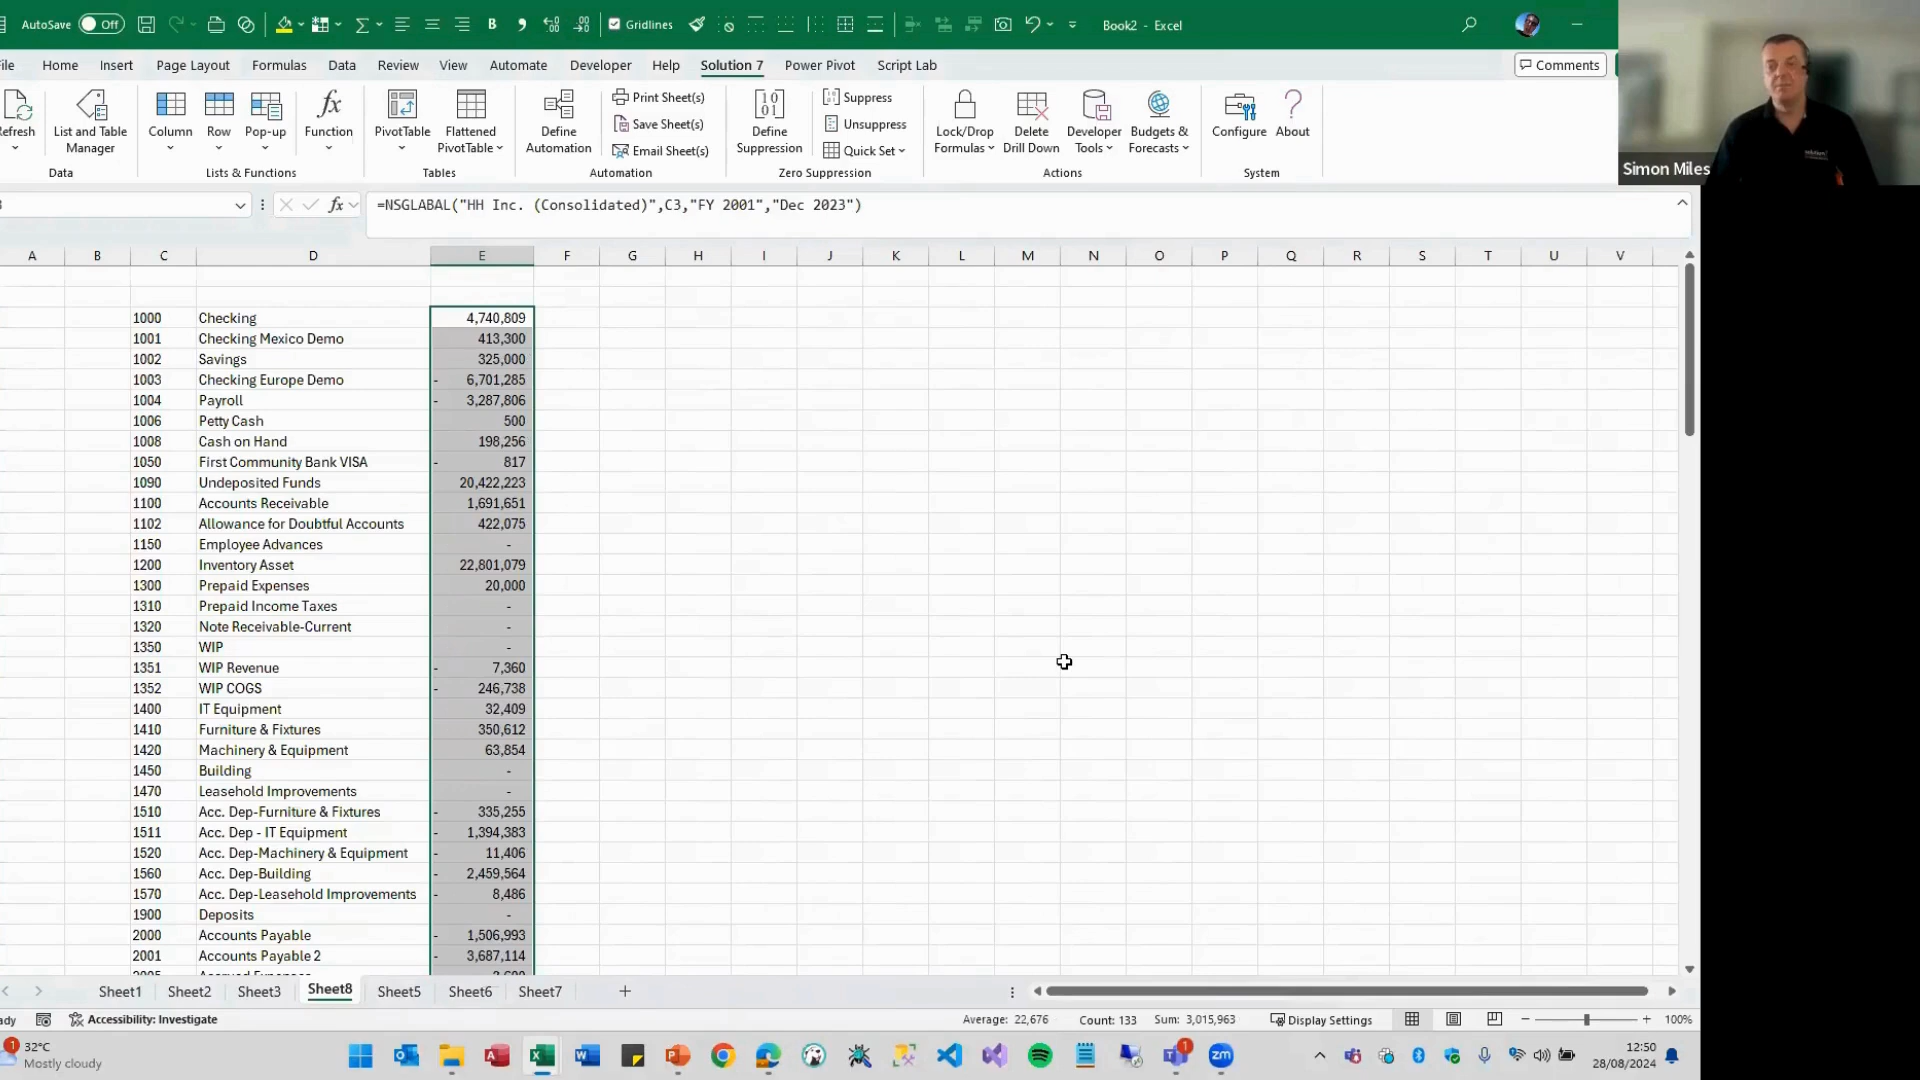 AutoSave Off Gridlines Book2 - Excel
File Home Insert Page Layout Formulas Data Review View Automate Developer Help Solution 7 Power Pivot Script Lab Comments
Refresh List and Table Manager Column Row Pop-up Function PivotTable Flattened PivotTable Define Automation Print Sheet(s) Save Sheet(s) Email Sheet(s) Define Suppression Suppress Unsuppress Quick Set Lock/Drop Formulas Delete Drill Down Developer Tools Budgets & Forecasts Configure About
Data Lists & Functions Tables Automation Zero Suppression Actions System
Simon Miles
=NSGLABAL("HH Inc. (Consolidated)",C3,"FY 2001","Dec 2023")
A B C D E F G H I J K L M N O P Q R S T U V
1000 Checking 4,740,809
1001 Checking Mexico Demo 413,300
1002 Savings 325,000
1003 Checking Europe Demo - 6,701,285
1004 Payroll - 3,287,806
1006 Petty Cash 500
1008 Cash on Hand 198,256
1050 First Community Bank VISA - 817
1090 Undeposited Funds 20,422,223
1100 Accounts Receivable 1,691,651
1102 Allowance for Doubtful Accounts 422,075
1150 Employee Advances -
1200 Inventory Asset 22,801,079
1300 Prepaid Expenses 20,000
1310 Prepaid Income Taxes -
1320 Note Receivable-Current -
1350 WIP -
1351 WIP Revenue - 7,360
1352 WIP COGS - 246,738
1400 IT Equipment 32,409
1410 Furniture & Fixtures 350,612
1420 Machinery & Equipment 63,854
1450 Building -
1470 Leasehold Improvements -
1510 Acc. Dep-Furniture & Fixtures - 335,255
1511 Acc. Dep - IT Equipment - 1,394,383
1520 Acc. Dep-Machinery & Equipment - 11,406
1560 Acc. Dep-Building - 2,459,564
1570 Acc. Dep-Leasehold Improvements - 8,486
1900 Deposits -
2000 Accounts Payable - 1,506,993
2001 Accounts Payable 2 - 3,687,114
Sheet1 Sheet2 Sheet3 Sheet8 Sheet5 Sheet6 Sheet7
Accessibility: Investigate Average: 22,676 Count: 133 Sum: 3,015,963 Display Settings 100%
32°C
Mostly cloudy
12:50
28/08/2024